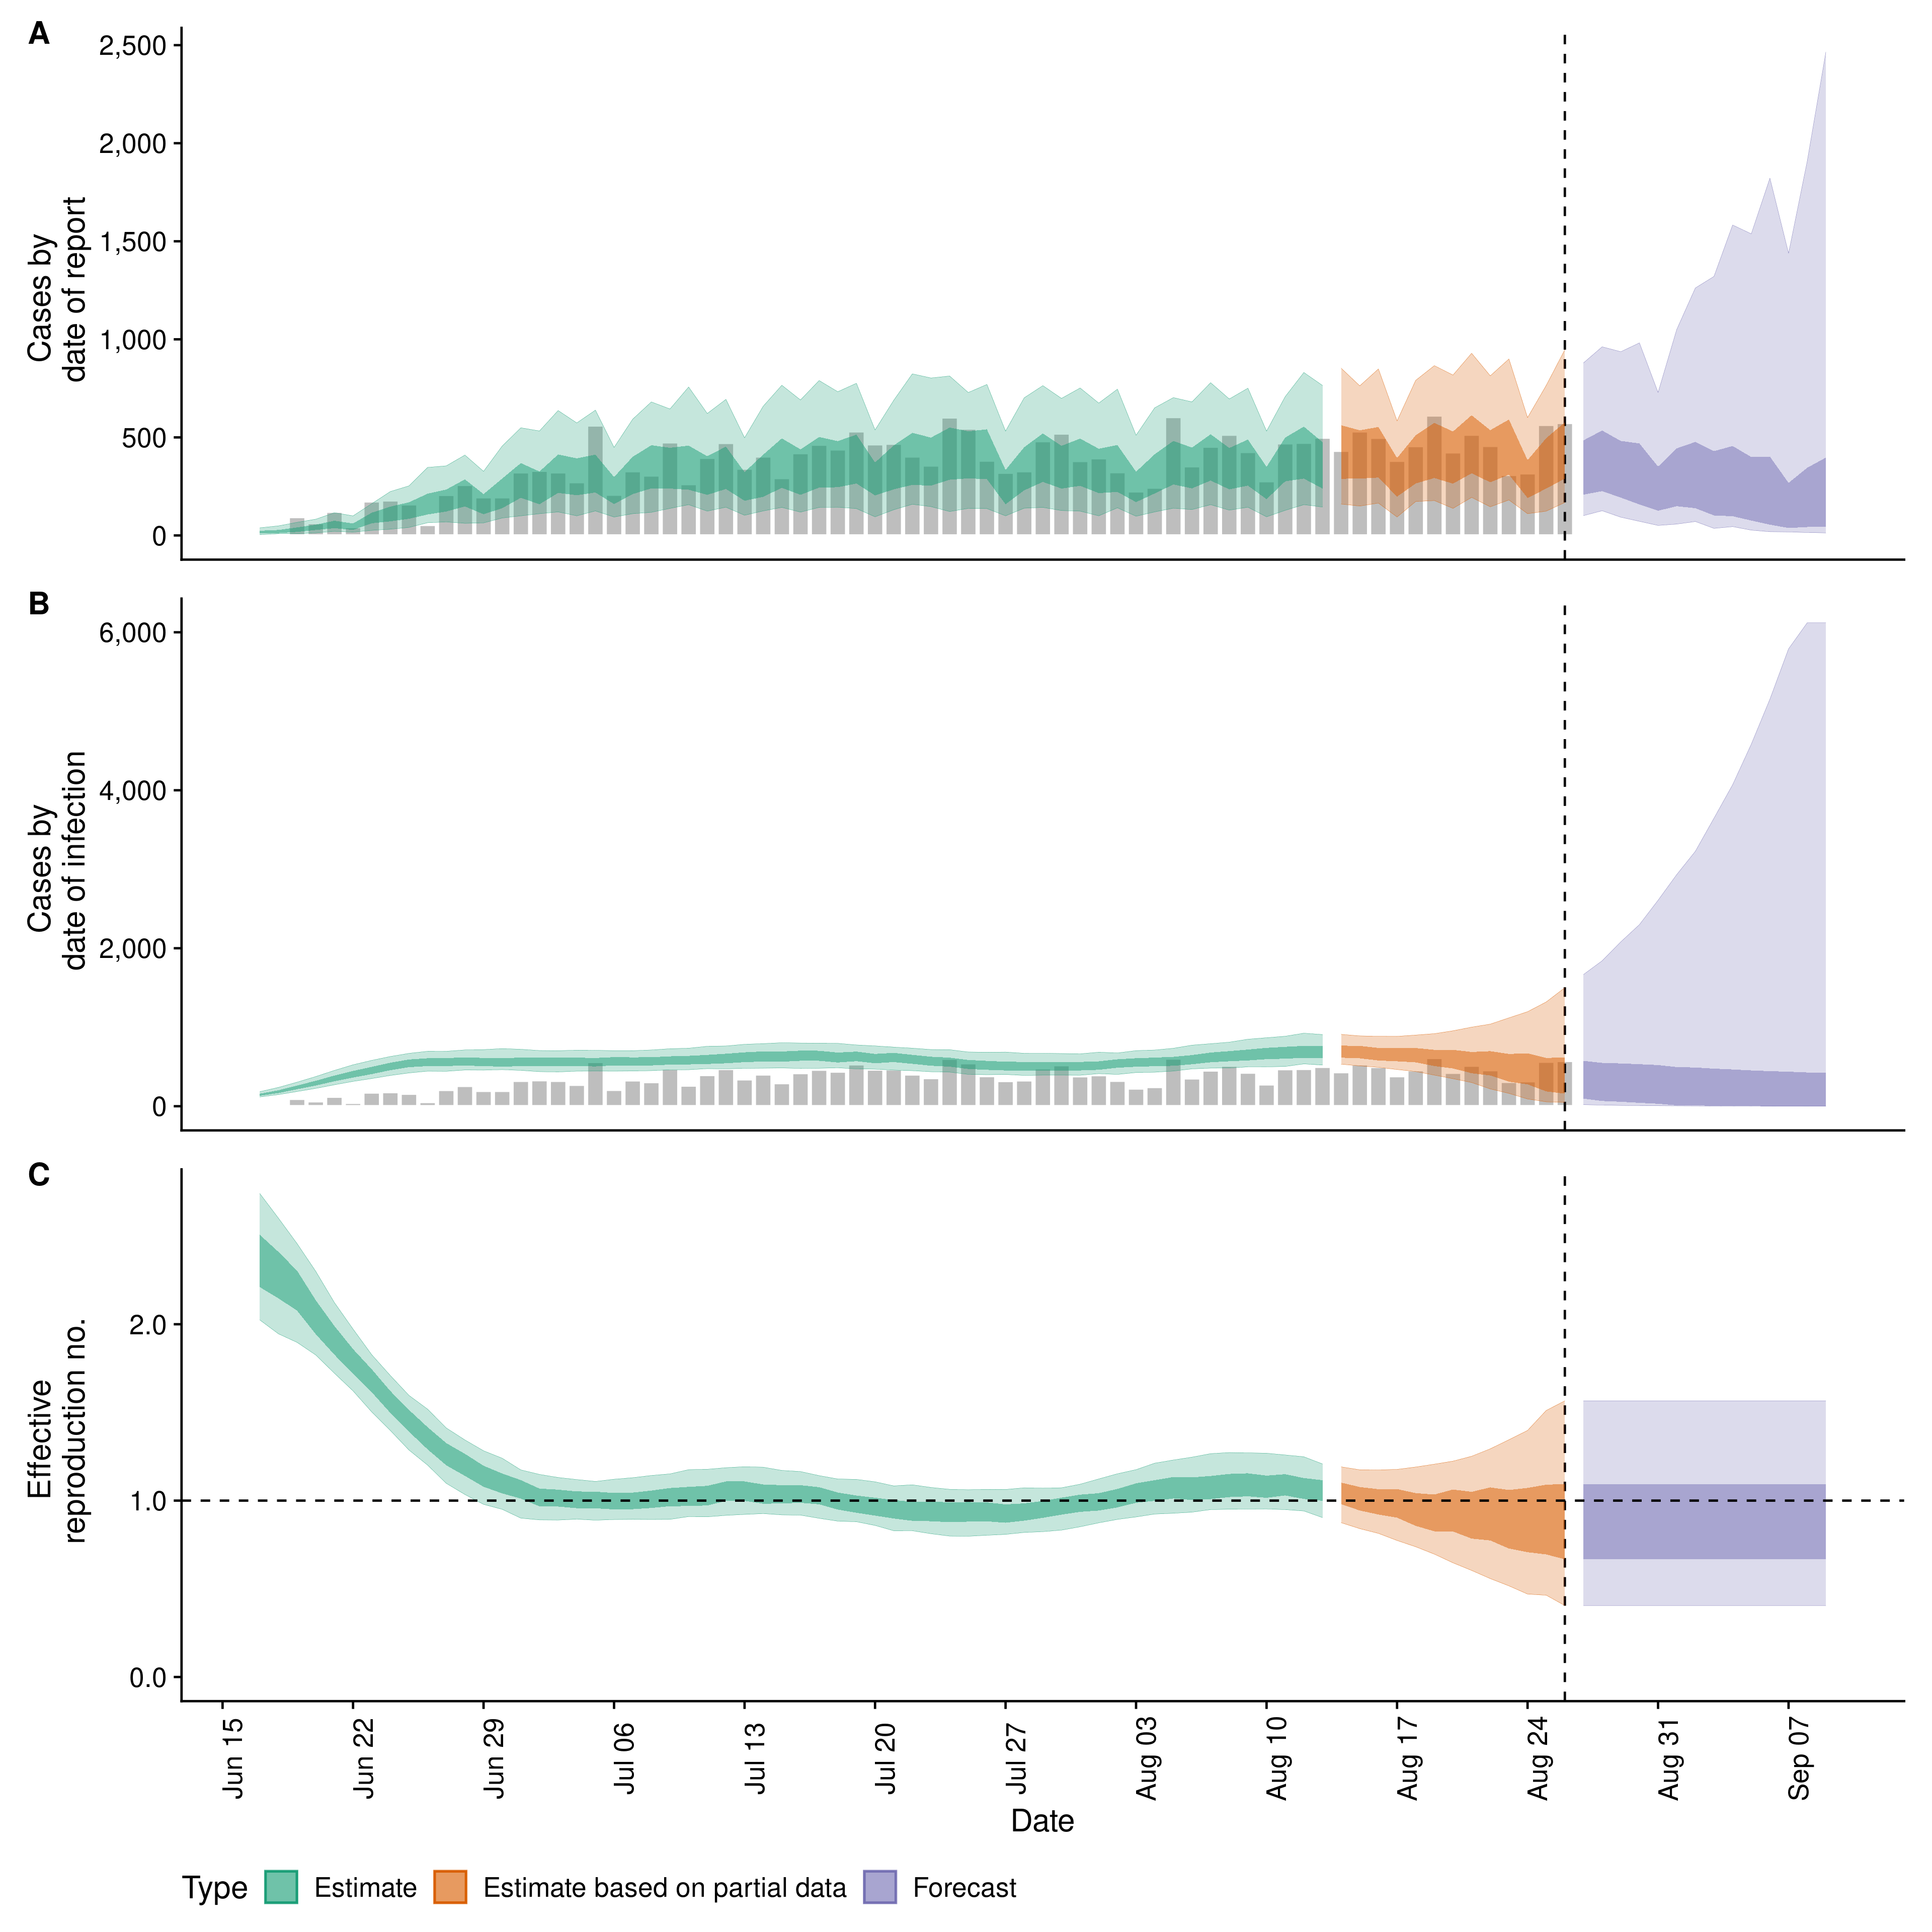 A
Cases by
date of report
2,500
2,000
1,500
1,000
500
0
B
Cases by
date of infection
6,000
4,000
2,000
0
C
Effective
reproduction no.
2.0
1.0
0.0
Jun 15
Jun 22
Jun 29
Jul 06
Jul 13
Jul 20
Jul 27
Aug 03
Aug 10
Aug 17
Aug 24
Aug 31
Sep 07
Date
Type Estimate Estimate based on partial data Forecast